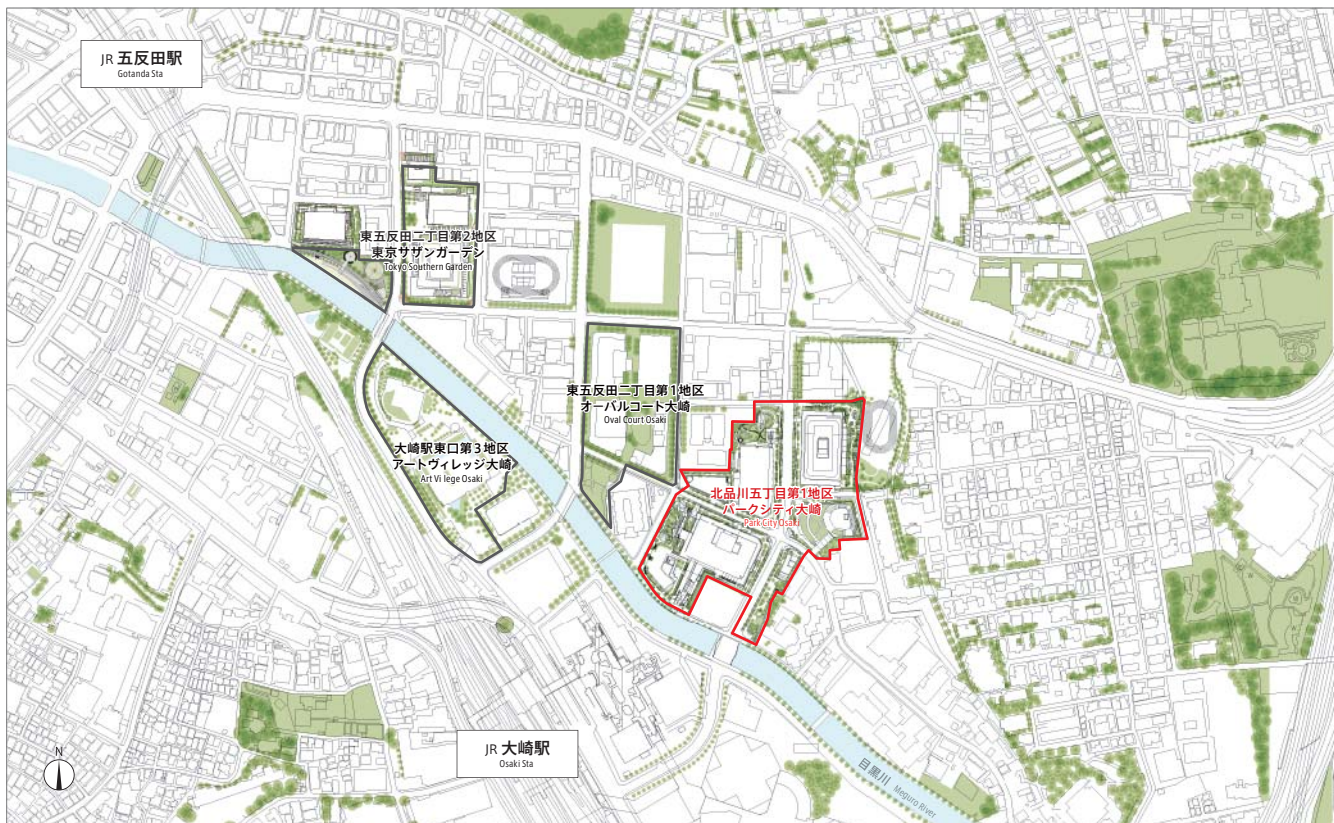 JR 五反田駅
Gotanda Sta
東五反田二丁目第2地区
東京サザンガーデン
Tokyo Southern Garden
東五反田二丁目第1地区
オーバルコート大崎
Oval Court Osaki
大崎駅東口第3地区
アートヴィレッジ大崎
Art Vi lege Osaki
北品川五丁目第1地区
パークシティ大崎
Park City Osaki
JR 大崎駅
Osaki Sta
N
目黒川 Meguro River